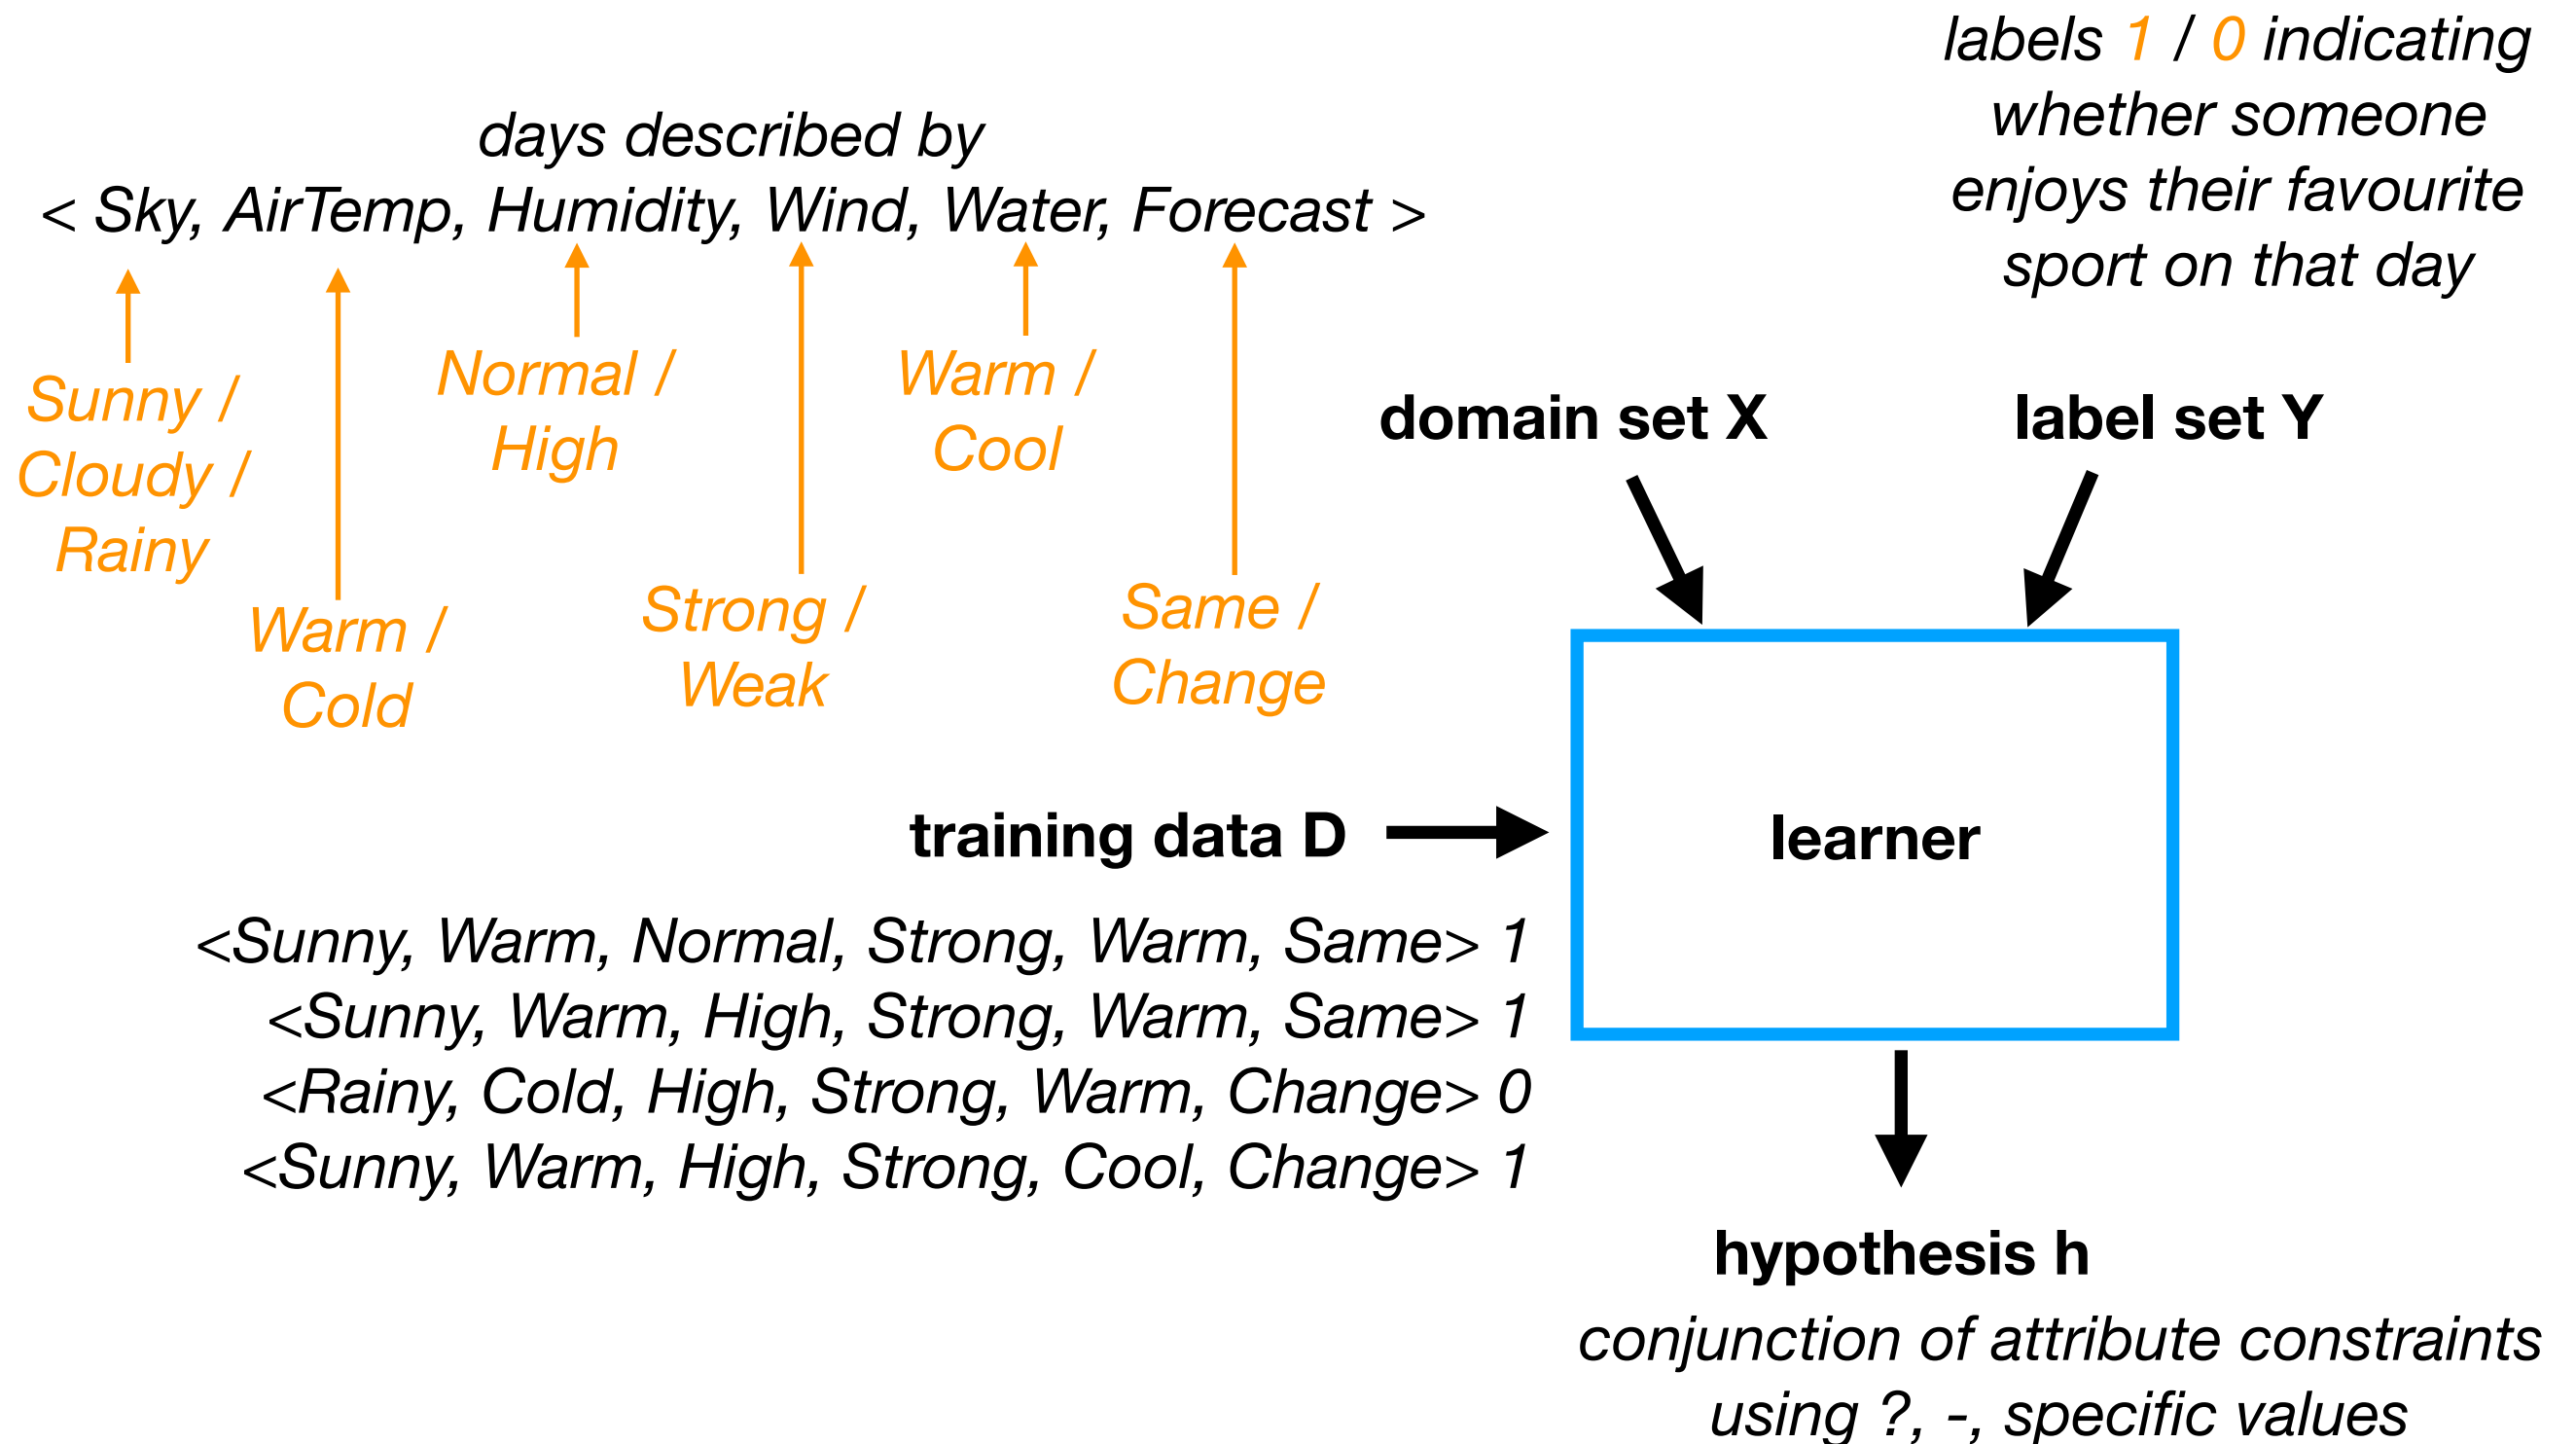 labels 1 / 0 indicating
whether someone
enjoys their favourite
sport on that day
days described by
< Sky, AirTemp, Humidity, Wind, Water, Forecast >
Sunny /
Cloudy /
Rainy
Warm /
Cold
Normal /
High
Strong /
Weak
Warm /
Cool
Same /
Change
domain set X
label set Y
training data D
learner
<Sunny, Warm, Normal, Strong, Warm, Same> 1
<Sunny, Warm, High, Strong, Warm, Same> 1
<Rainy, Cold, High, Strong, Warm, Change> 0
<Sunny, Warm, High, Strong, Cool, Change> 1
hypothesis h
conjunction of attribute constraints
using ?, -, specific values